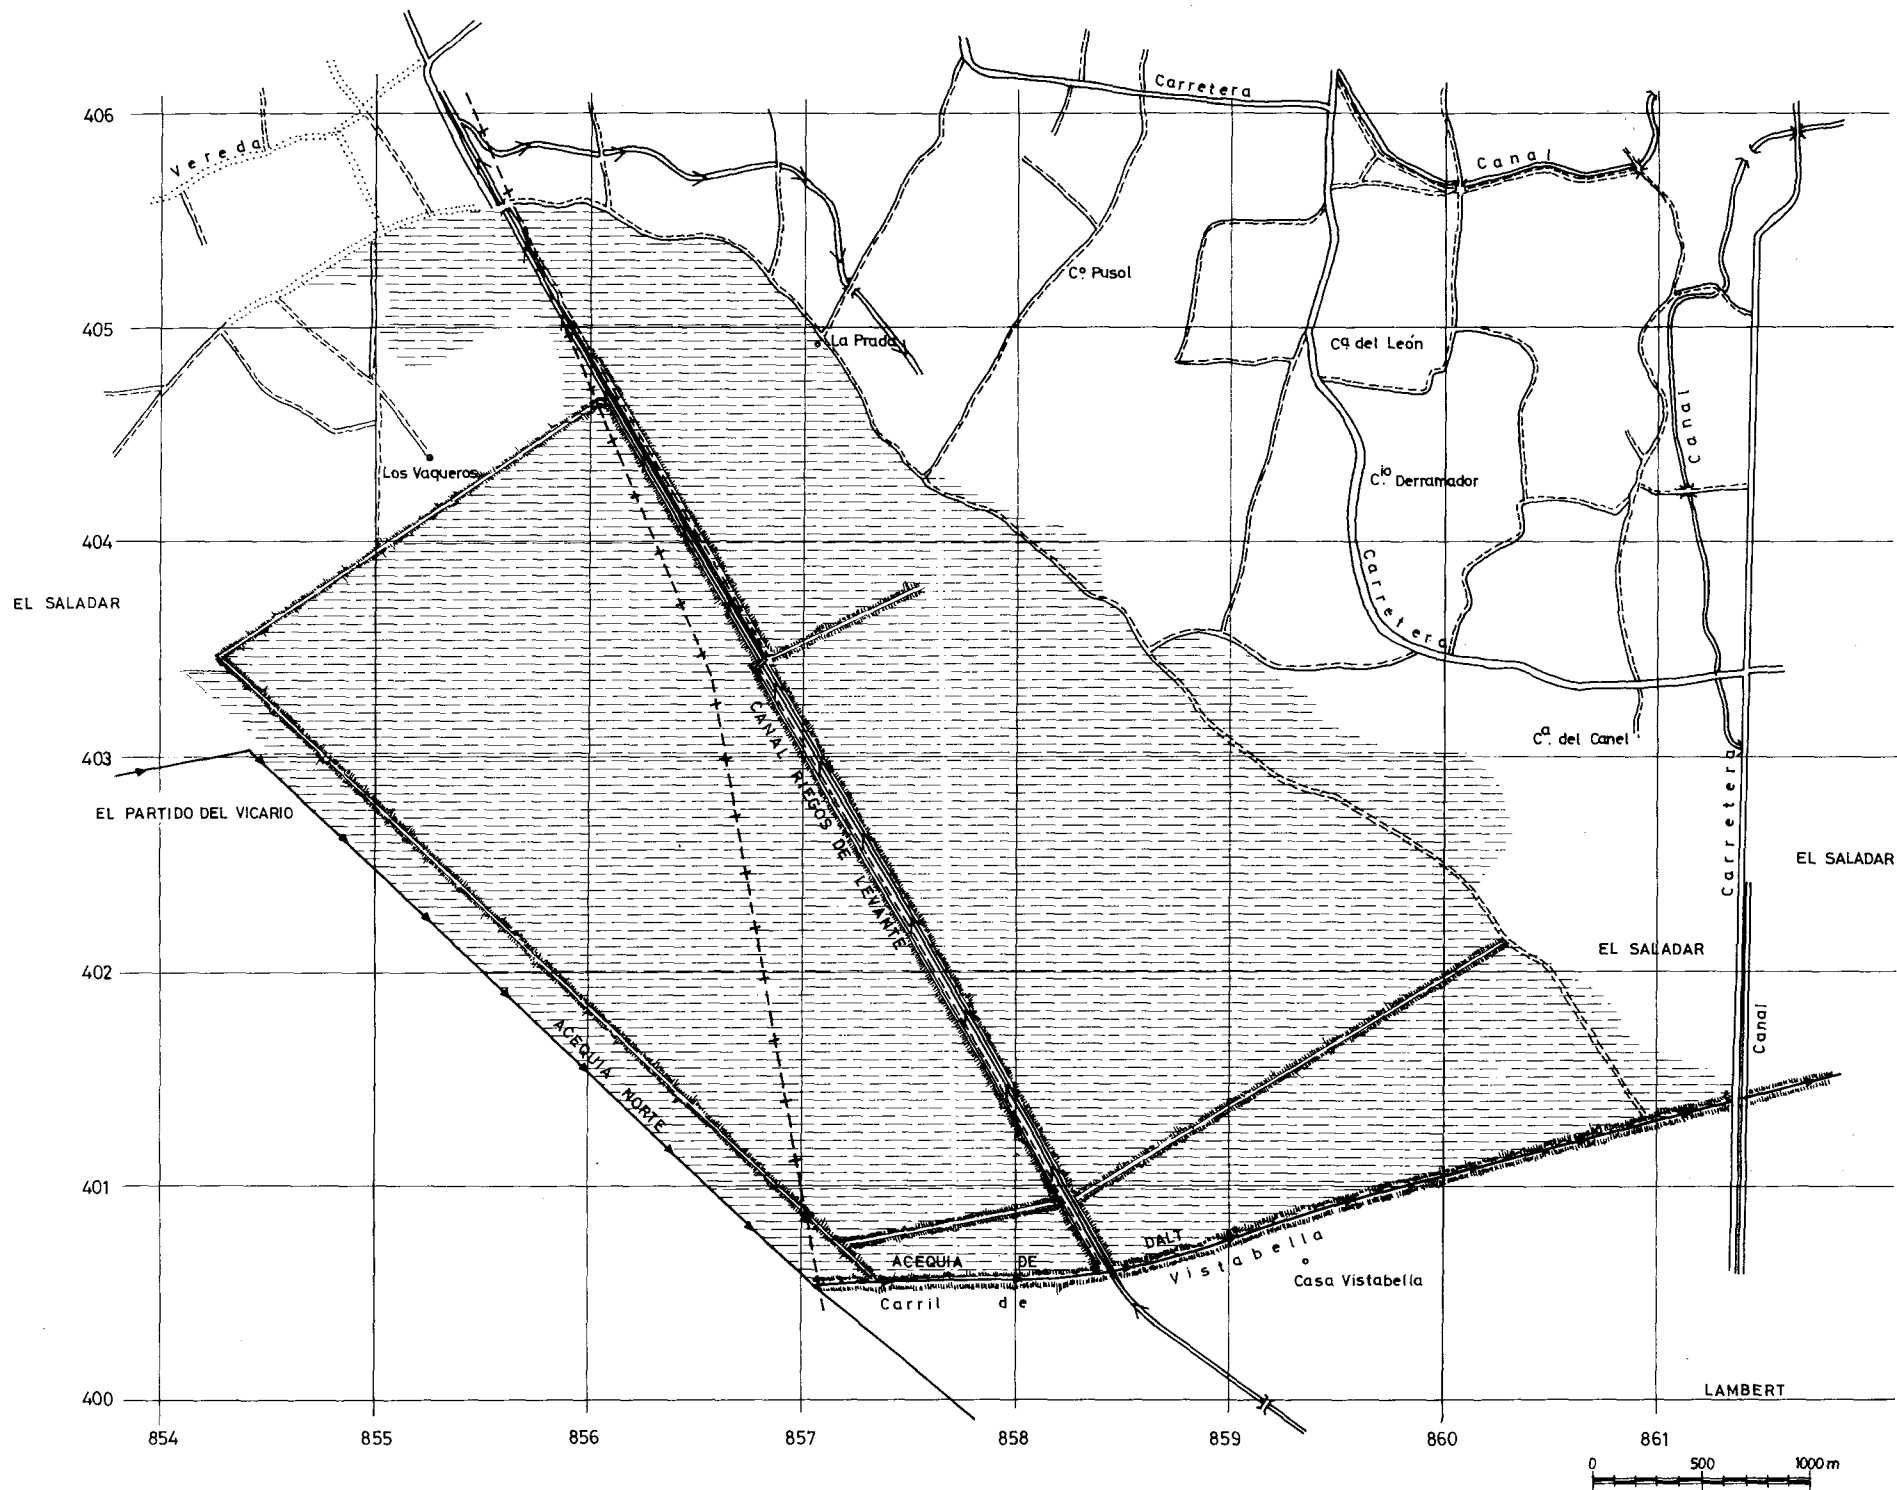 Carretera
406
Vereda
Canal
Cº Pusol
405
La Prada
Cª del León
Canal
Los Vaqueros
C.io Derramador
404
Carretera
EL SALADAR
CANAL RIEGOS DE LEVANTE
Cª. del Canel
403
Carretera
EL PARTIDO DEL VICARIO
EL SALADAR
EL SALADAR
402
Canal
ACEQUIA NORTE
401
ACEQUIA DE DALT
Carril de Vistabella
Casa Vistabella
400
LAMBERT
854 855 856 857 858 859 860 861
0 500 1000 m